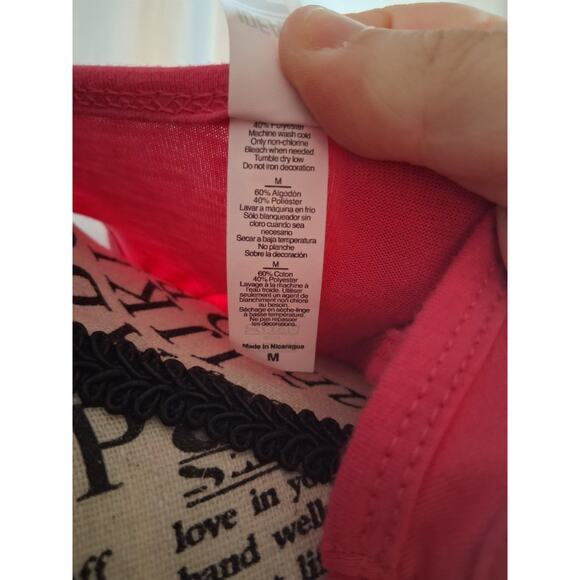 40% Polyester
Machine wash cold
Only non-chlorine
Bleach when needed
Tumble dry low
Do not iron decoration
M
60% Algodón
40% Poliéster
Lavar a máquina en frio
Sólo blanqueador sin
cloro cuando sea
necesario
Secar a baja temperatura
No planche
Sobre la decoración
M
60% Coton
40% Polyester
Lavage à la machine à
l'eau froide. Utiliser
seulement un agent de
blanchiment non chloré
au besoin.
Séchage en sèche-linge
a basse température.
Ne pas repasser
les décorations.
Made in Nicaragua
M
love in yo
hand well